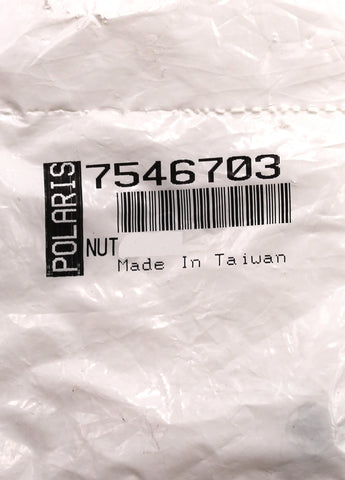 POLARIS
7546703
NUT
Made In Taiwan